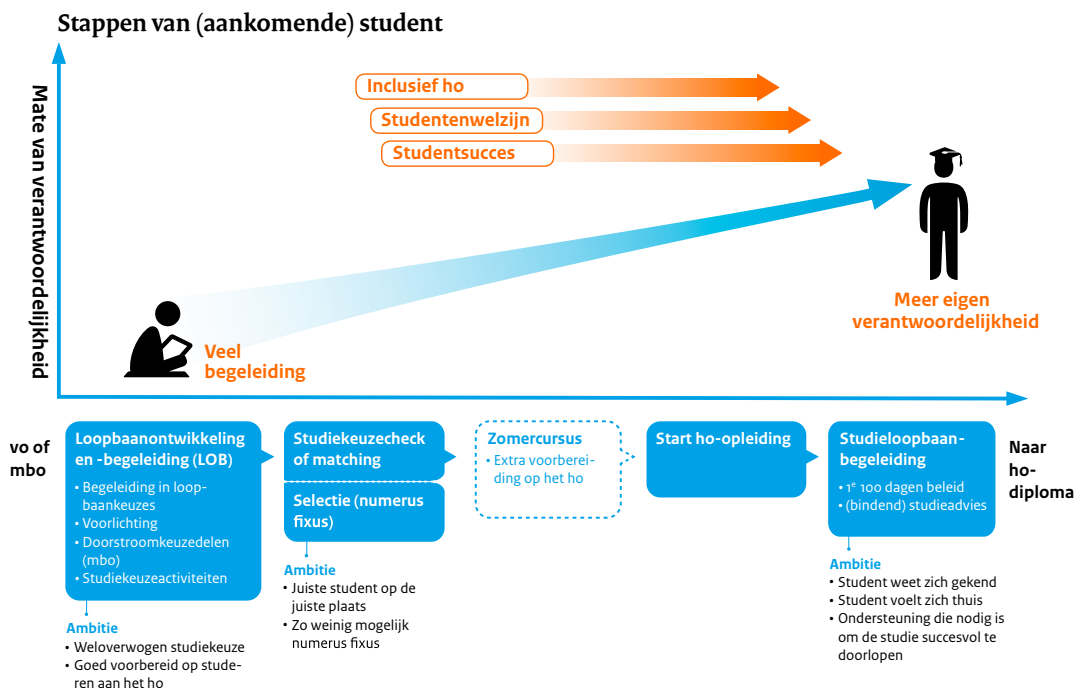 Stappen van (aankomende) student
Mate van verantwoordelijkheid
Inclusief ho
Studentenwelzijn
Studentsucces
Veel
begeleiding
Meer eigen
verantwoordelijkheid
vo of
mbo
Loopbaanontwikkeling
en -begeleiding (LOB)
• Begeleiding in loop-
baankeuzes
• Voorlichting
• Doorstroomkeuzedelen
(mbo)
• Studiekeuzeactiviteiten
Ambitie
• Weloverwogen studiekeuze
• Goed voorbereid op stude-
ren aan het ho
Studiekeuzecheck
of matching
Selectie (numerus
fixus)
Ambitie
• Juiste student op de
juiste plaats
• Zo weinig mogelijk
numerus fixus
Zomercursus
• Extra voorberei-
ding op het ho
Start ho-opleiding
Studieloopbaan-
begeleiding
• 1e 100 dagen beleid
• (bindend) studieadvies
Ambitie
• Student weet zich gekend
• Student voelt zich thuis
• Ondersteuning die nodig is
om de studie succesvol te
doorlopen
Naar
ho-
diploma